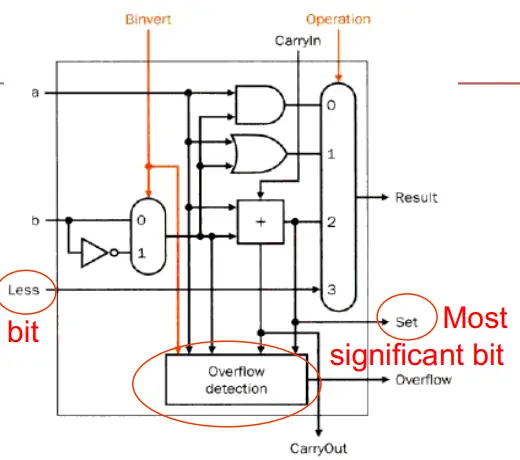 Binvert
Operation
CarryIn
a
0
1
b
0
+
2
1
Less
3
bit
Set
Most
significant bit
Overflow
detection
Overflow
CarryOut
Result